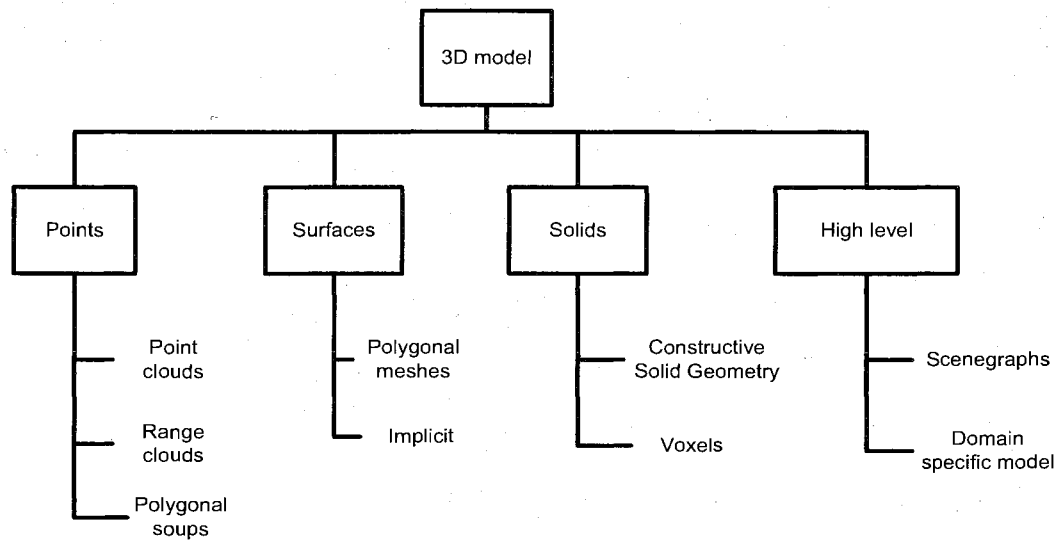 3D model
Points
Surfaces
Solids
High level
Point
clouds
Range
clouds
Polygonal
soups
Polygonal
meshes
Implicit
Constructive
Solid Geometry
Voxels
Scenegraphs
Domain
specific model